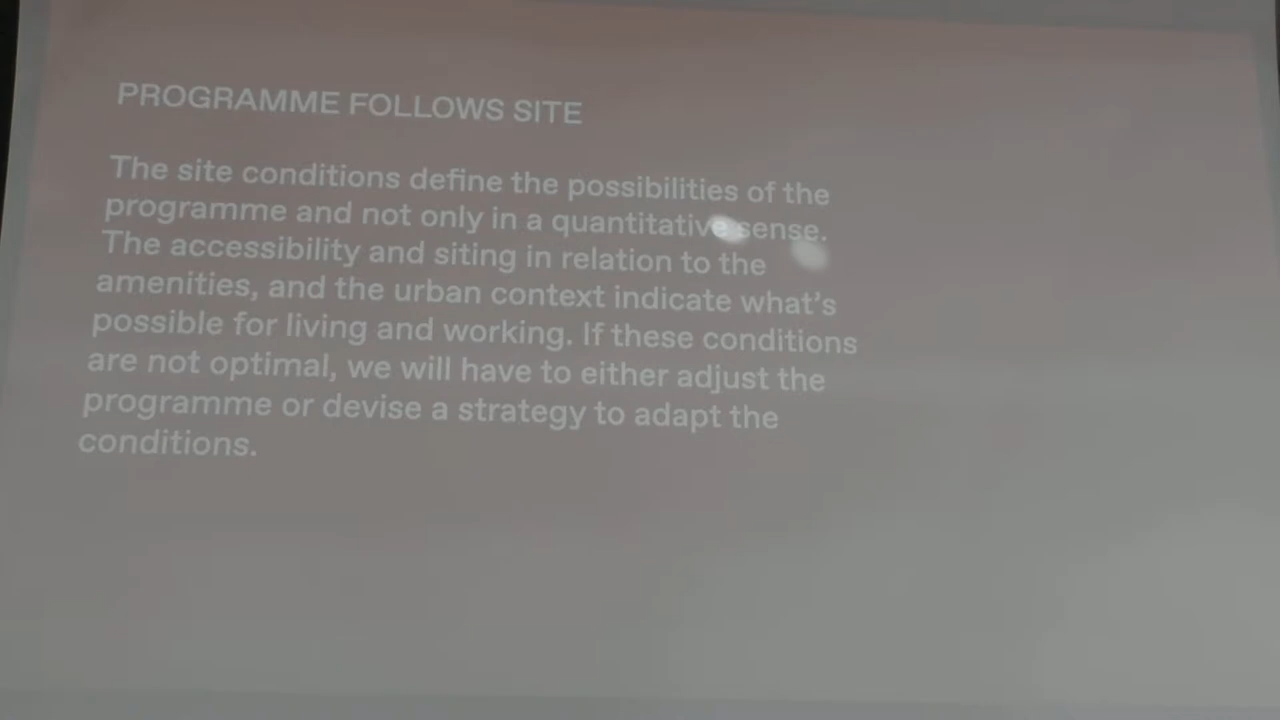 PROGRAMME FOLLOWS SITE
The site conditions define the possibilities of the
programme and not only in a quantitative sense.
The accessibility and siting in relation to the
amenities, and the urban context indicate what's
possible for living and working. If these conditions
are not optimal, we will have to either adjust the
programme or devise a strategy to adapt the
conditions.